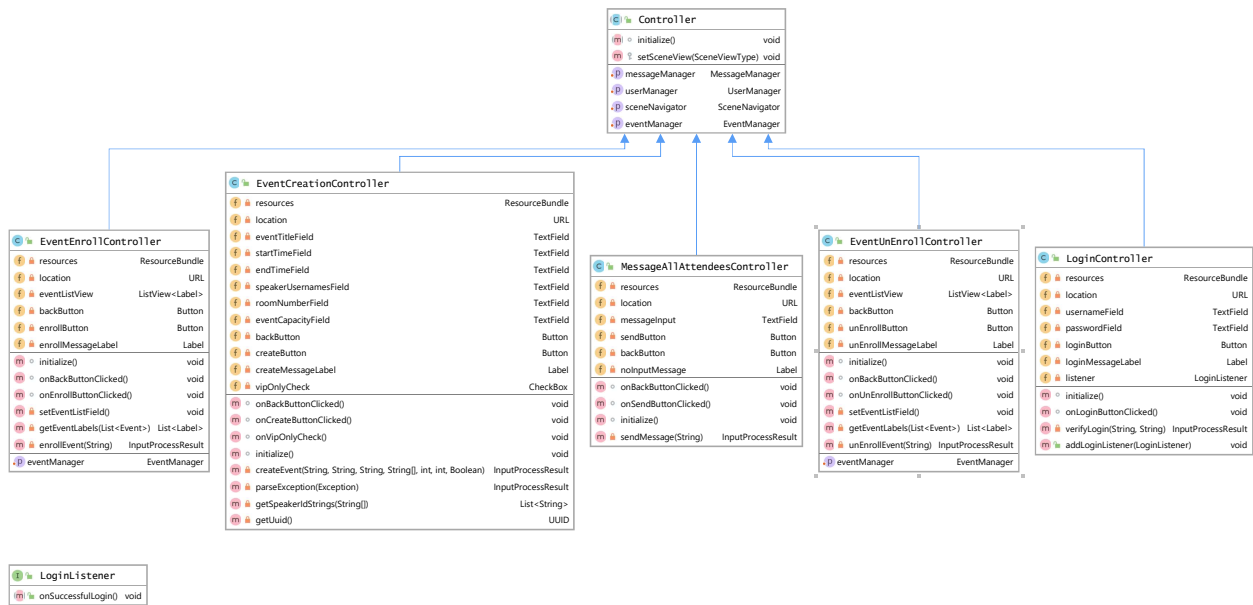 Controller
initialize() void
setSceneView(SceneViewType) void
messageManager MessageManager
userManager UserManager
sceneNavigator SceneNavigator
eventManager EventManager
EventEnrollController
resources ResourceBundle
location URL
eventListView ListView<Label>
backButton Button
enrollButton Button
enrollMessageLabel Label
initialize() void
onBackButtonClicked() void
onEnrollButtonClicked() void
setEventListField() void
getEventLabels(List<Event>) List<Label>
enrollEvent(String) InputProcessResult
eventManager EventManager
EventCreationController
resources ResourceBundle
location URL
eventTitleField TextField
startTimeField TextField
endTimeField TextField
speakerUsernamesField TextField
roomNumberField TextField
eventCapacityField TextField
backButton Button
createButton Button
createMessageLabel Label
vipOnlyCheck CheckBox
onBackButtonClicked() void
onCreateButtonClicked() void
onVipOnlyCheck() void
initialize() void
createEvent(String, String, String, String[], int, int, Boolean) InputProcessResult
parseException(Exception) InputProcessResult
getSpeakerIdStrings(String[]) List<String>
getUuid() UUID
MessageAllAttendeesController
resources ResourceBundle
location URL
messageInput TextField
sendButton Button
backButton Button
noInputMessage Label
onBackButtonClicked() void
onSendButtonClicked() void
initialize() void
sendMessage(String) InputProcessResult
EventUnEnrollController
resources ResourceBundle
location URL
eventListView ListView<Label>
backButton Button
unEnrollButton Button
unEnrollMessageLabel Label
initialize() void
onBackButtonClicked() void
onUnEnrollButtonClicked() void
setEventListField() void
getEventLabels(List<Event>) List<Label>
unEnrollEvent(String) InputProcessResult
eventManager EventManager
LoginController
resources ResourceBundle
location URL
usernameField TextField
passwordField TextField
loginButton Button
loginMessageLabel Label
listener LoginListener
initialize() void
onLoginButtonClicked() void
verifyLogin(String, String) InputProcessResult
addLoginListener(LoginListener) void
LoginListener
onSuccessfulLogin() void